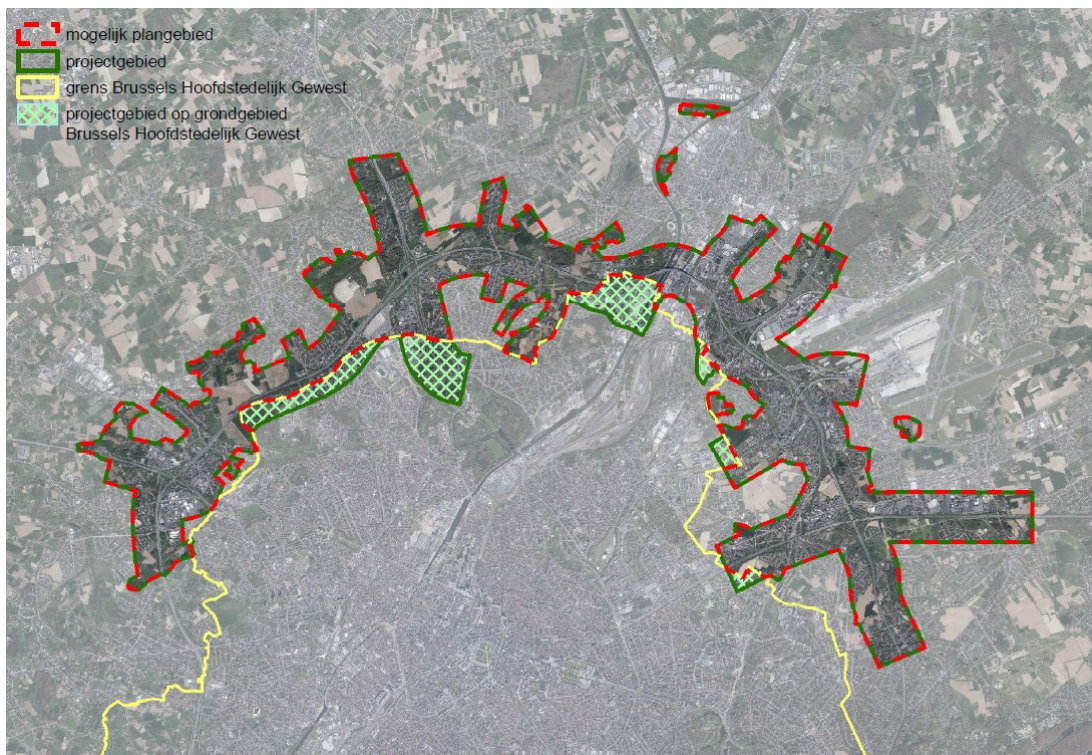 mogelijk plangebied
projectgebied
grens Brussels Hoofdstedelijk Gewest
projectgebied op grondgebied
Brussels Hoofdstedelijk Gewest